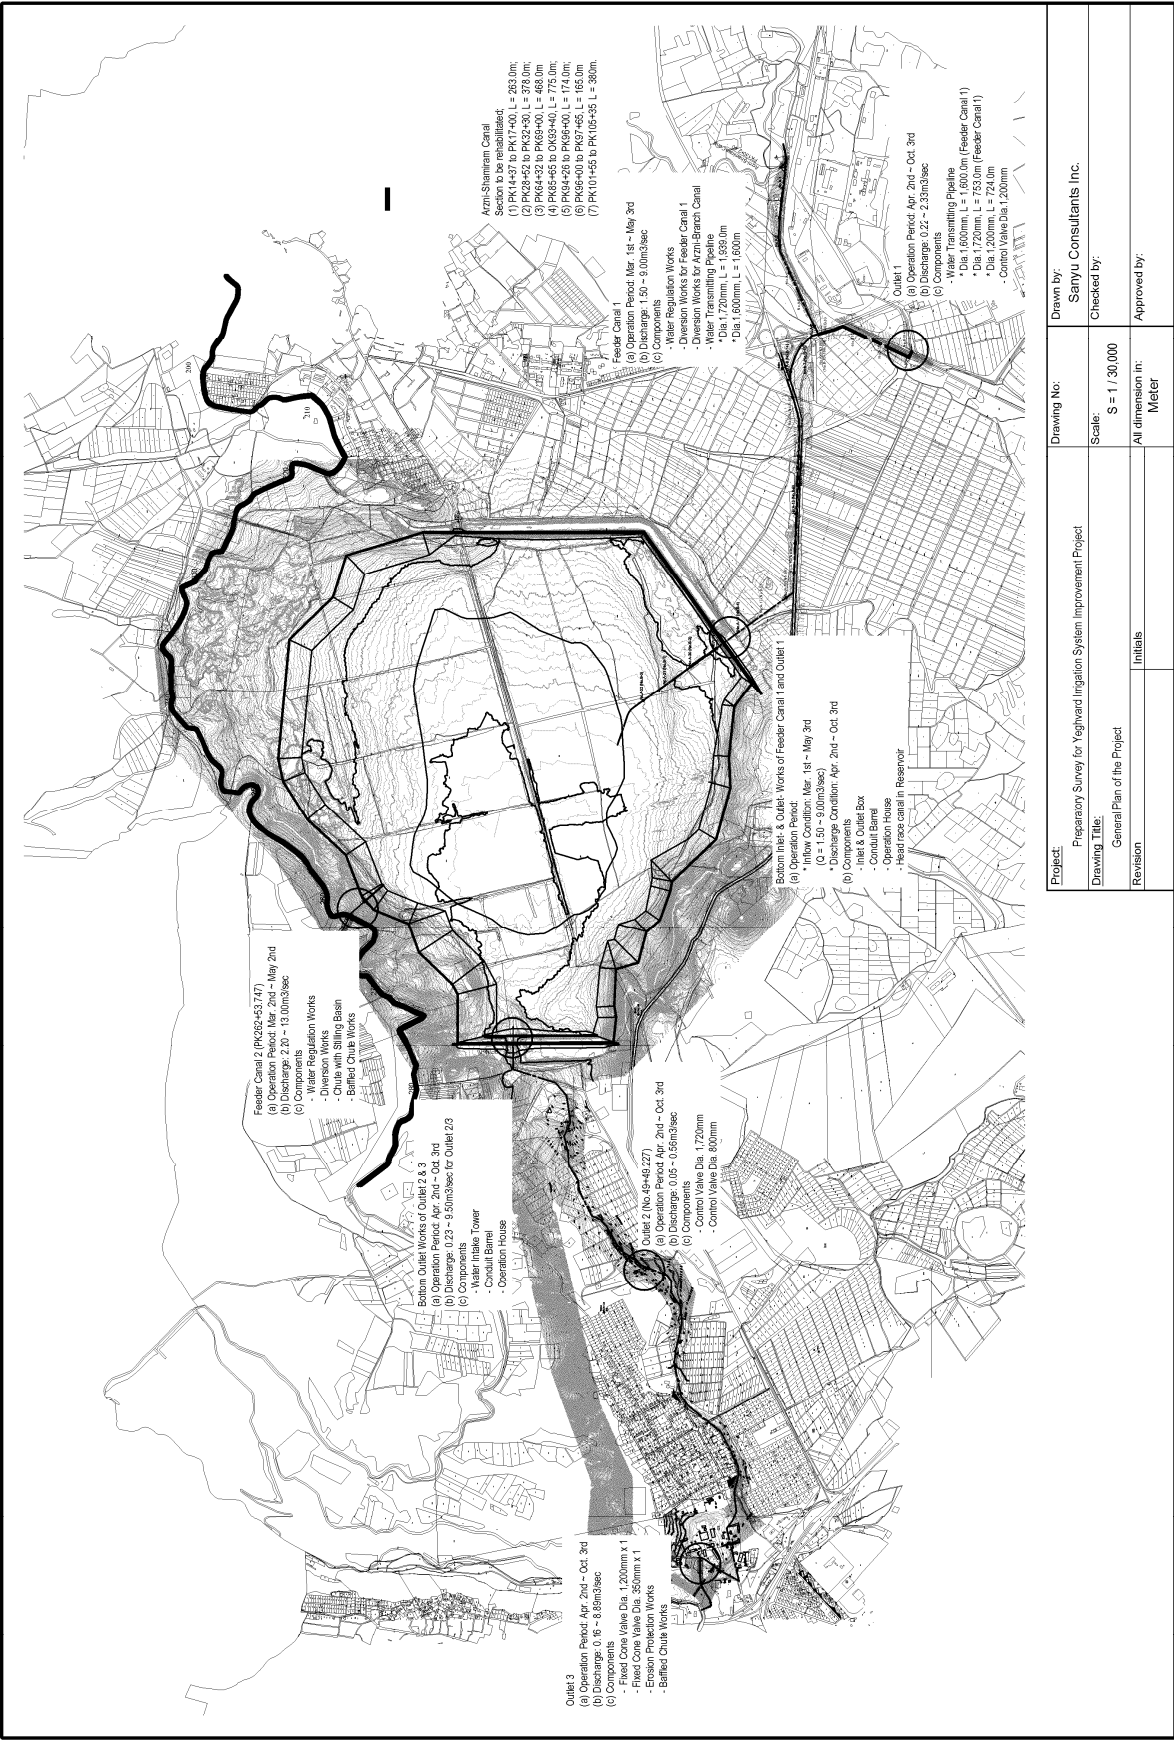 Arzni-Shamiram Canal
Section to be rehabilitated;
(1) PK14+37 to PK17+00, L = 263.0m;
(2) PK28+52 to PK32+30, L = 378.0m;
(3) PK64+32 to PK69+00, L = 468.0m
(4) PK85+65 to OK93+40, L = 775.0m;
(5) PK94+26 to PK96+00, L = 174.0m;
(6) PK96+00 to PK97+65, L = 165.0m
(7) PK101+55 to PK105+35 L = 380m.
200
210
Feeder Canal 1
(a) Operation Period: Mar. 1st ~ May 3rd
(b) Discharge: 1.50 ~ 9.00m3/sec
(c) Components
- Water Regulation Works
- Diversion Works for Feeder Canal 1
- Diversion Works for Arzni-Branch Canal
- Water Transmitting Pipeline
* Dia.1,720mm, L = 1,939.0m
* Dia.1,600mm, L = 1,600m
Outlet 1
(a) Operation Period: Apr. 2nd ~ Oct. 3rd
(b) Discharge: 0.22 ~ 2.33m3/sec
(c) Components
- Water Transmitting Pipeline
* Dia.1,600mm, L = 1,600.0m (Feeder Canal 1)
* Dia.1,720mm, L = 753.0m (Feeder Canal 1)
* Dia.1,200mm, L = 724.0m
- Control Valve Dia.1,200mm
Feeder Canal 2 (PK262+53.747)
(a) Operation Period: Mar. 2nd ~ May 2nd
(b) Discharge: 2.20 ~ 13.00m3/sec
(c) Components
- Water Regulation Works
- Diversion Works
- Chute with Stilling Basin
- Baffled Chute Works
Bottom Inlet- & Outlet- Works of Feeder Canal 1 and Outlet 1
(a) Operation Period:
* Inflow Condition: Mar. 1st ~ May 3rd
(Q = 1.50 ~ 9.00m3/sec)
* Discharge Condition: Apr. 2nd ~ Oct. 3rd
(b) Components
- Inlet & Outlet Box
- Conduit Barrel
- Operation House
- Head race canal in Reservoir
Bottom Outlet Works of Outlet 2 & 3
(a) Operation Period: Apr. 2nd ~ Oct. 3rd
(b) Discharge: 0.23 ~ 9.50m3/sec for Outlet 2/3
(c) Components
- Water Intake Tower
- Conduit Barrel
- Operation House
Outlet 2 (No.49+49.227)
(a) Operation Period: Apr. 2nd ~ Oct. 3rd
(b) Discharge: 0.05 ~ 0.56m3/sec
(c) Components
- Control Valve Dia. 1,720mm
- Control Valve Dia. 800mm
Outlet 3
(a) Operation Period: Apr. 2nd ~ Oct. 3rd
(b) Discharge: 0.16 ~ 8.89m3/sec
(c) Components
- Fixed Cone Valve Dia. 1,200mm x 1
- Fixed Cone Valve Dia. 350mm x 1
- Erosion Protection Works
- Baffled Chute Works
Project:
Preparaory Survey for Yeghvard Irrigation System Improvement Project
Drawing Title:
General Plan of the Project
Revision
Initials
Drawing No:
Scale:
S = 1 / 30,000
All dimension in:
Meter
Drawn by:
Sanyu Consultants Inc.
Checked by:
Approved by: